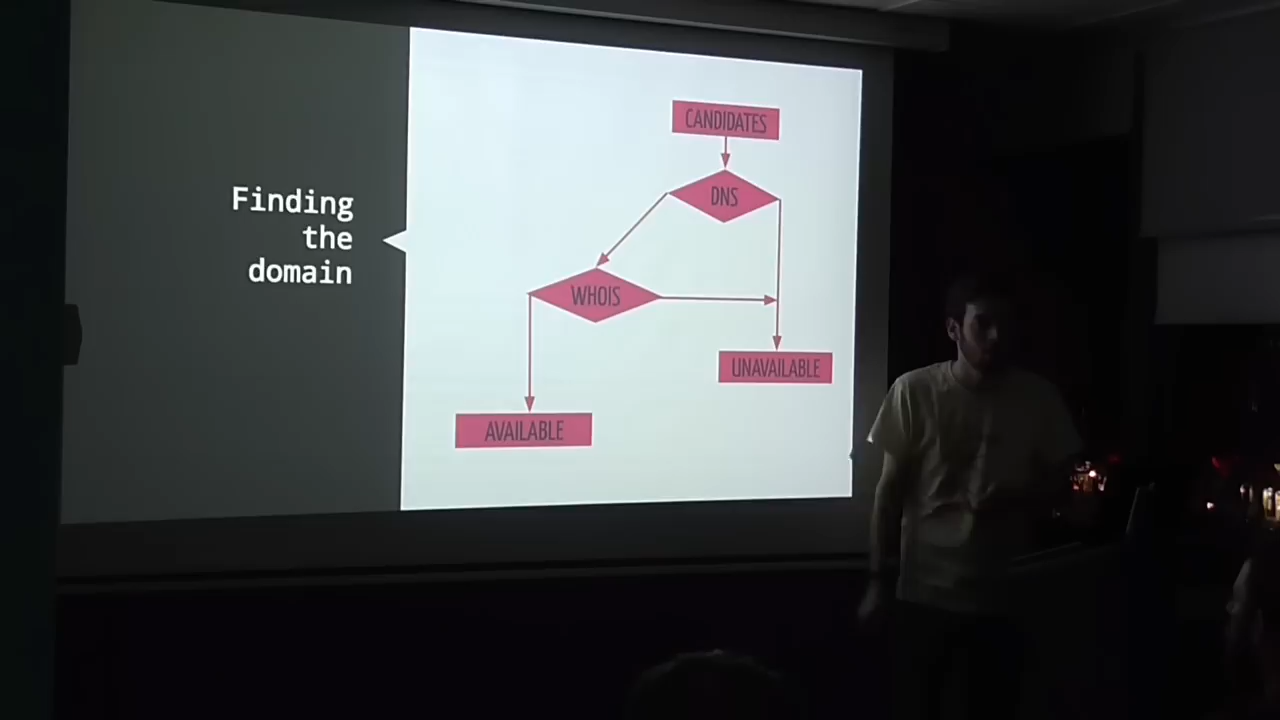 Finding
the
domain
CANDIDATES
DNS
WHOIS
UNAVAILABLE
AVAILABLE